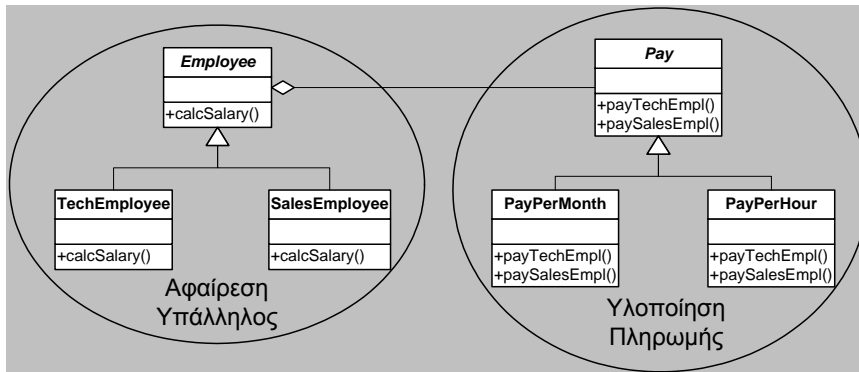 Employee
+calcSalary()
TechEmployee
+calcSalary()
SalesEmployee
+calcSalary()
Αφαίρεση
Υπάλληλος
Pay
+payTechEmpl()
+paySalesEmpl()
PayPerMonth
+payTechEmpl()
+paySalesEmpl()
PayPerHour
+payTechEmpl()
+paySalesEmpl()
Υλοποίηση
Πληρωμής